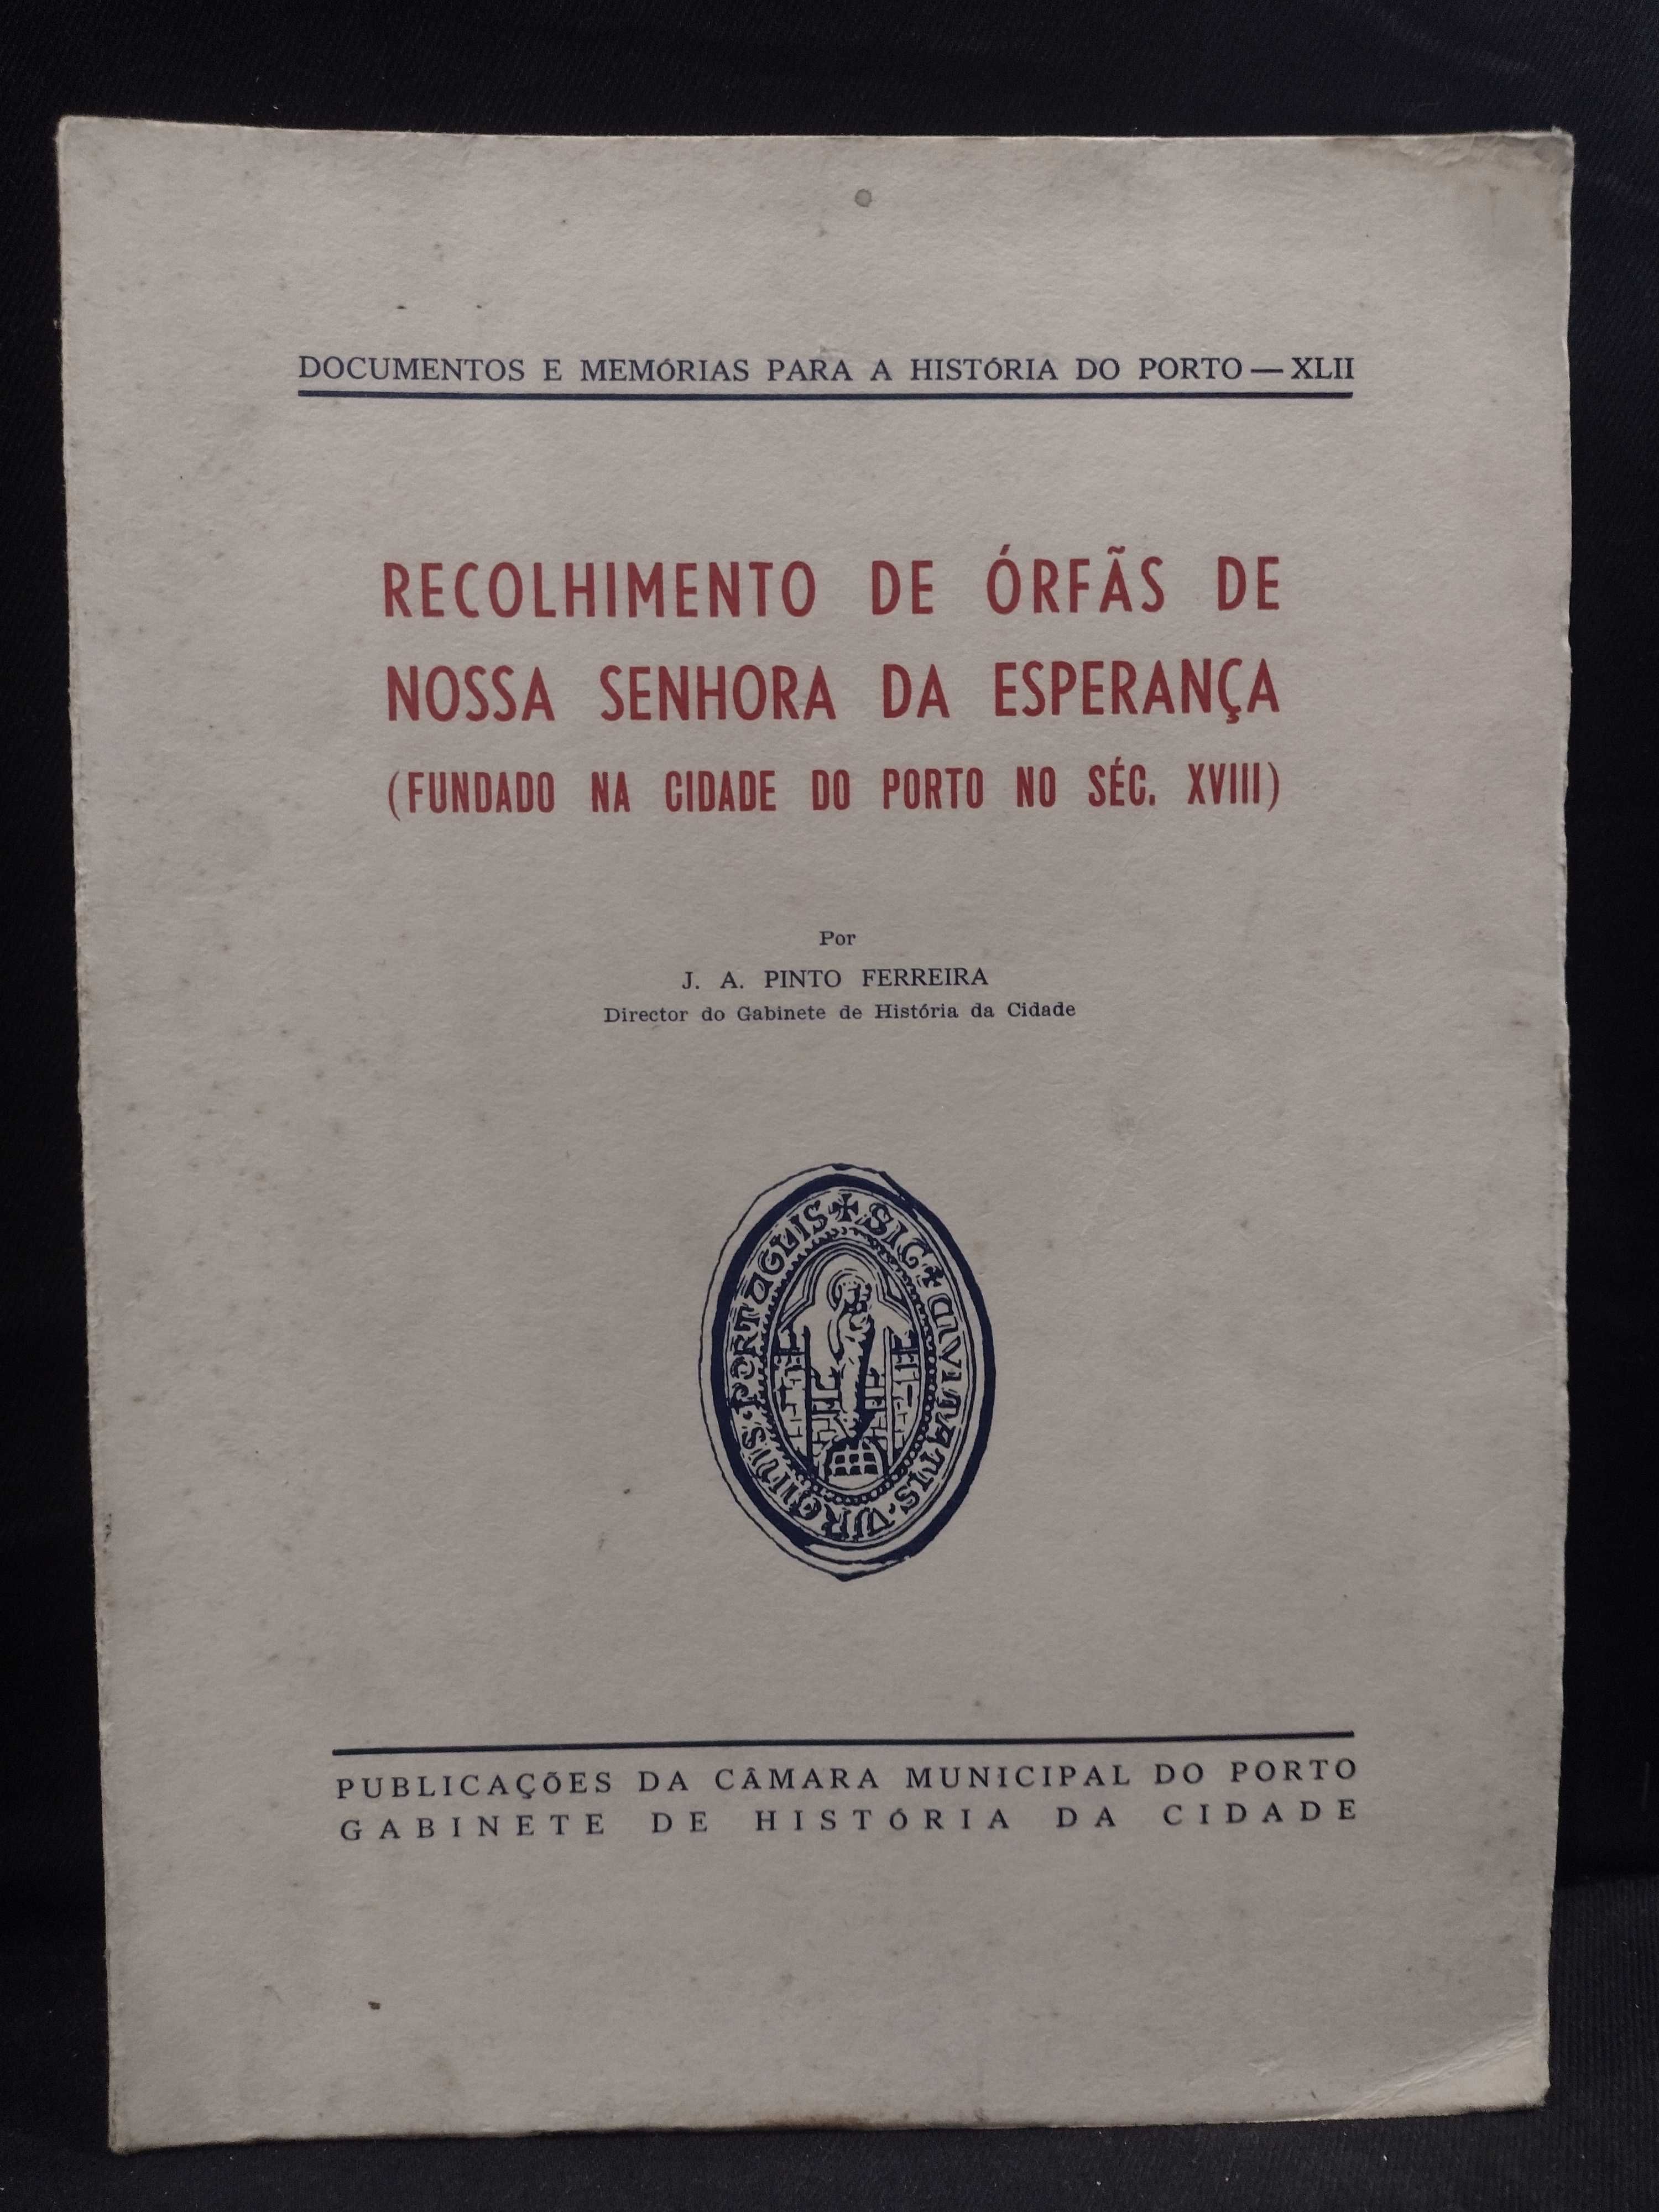 DOCUMENTOS E MEMÓRIAS PARA A HISTÓRIA DO PORTO — XLII
RECOLHIMENTO DE ÓRFÃS DE
NOSSA SENHORA DA ESPERANÇA
(FUNDADO NA CIDADE DO PORTO NO SÉC. XVIII)
Por
J. A. PINTO FERREIRA
Director do Gabinete de História da Cidade
PUBLICAÇÕES DA CÂMARA MUNICIPAL DO PORTO
GABINETE DE HISTÓRIA DA CIDADE